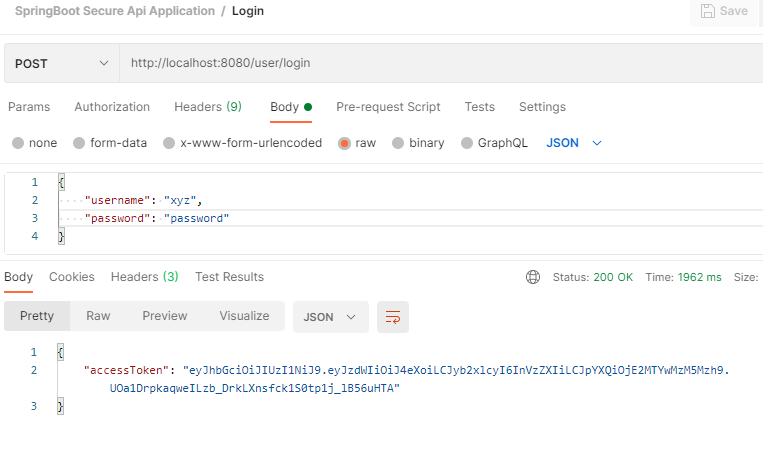 SpringBoot Secure Api Application / Login
Save
POST
http://localhost:8080/user/login
Params Authorization Headers (9) Body Pre-request Script Tests Settings
none form-data x-www-form-urlencoded raw binary GraphQL JSON
1 {
2 "username": "xyz",
3 "password": "password"
4 }
Body Cookies Headers (3) Test Results Status: 200 OK Time: 1962 ms Size:
Pretty Raw Preview Visualize JSON
1 {
2 "accessToken": "eyJhbGciOiJIUzI1NiJ9.eyJzdWIiOiJ4eXoiLCJyb2xlcyI6InVzZXIiLCJpYXQiOjE2MTYwMzM5Mzh9.
UOa1DrpkaqweILzb_DrkLXnsfck1S0tp1j_lB56uHTA"
3 }